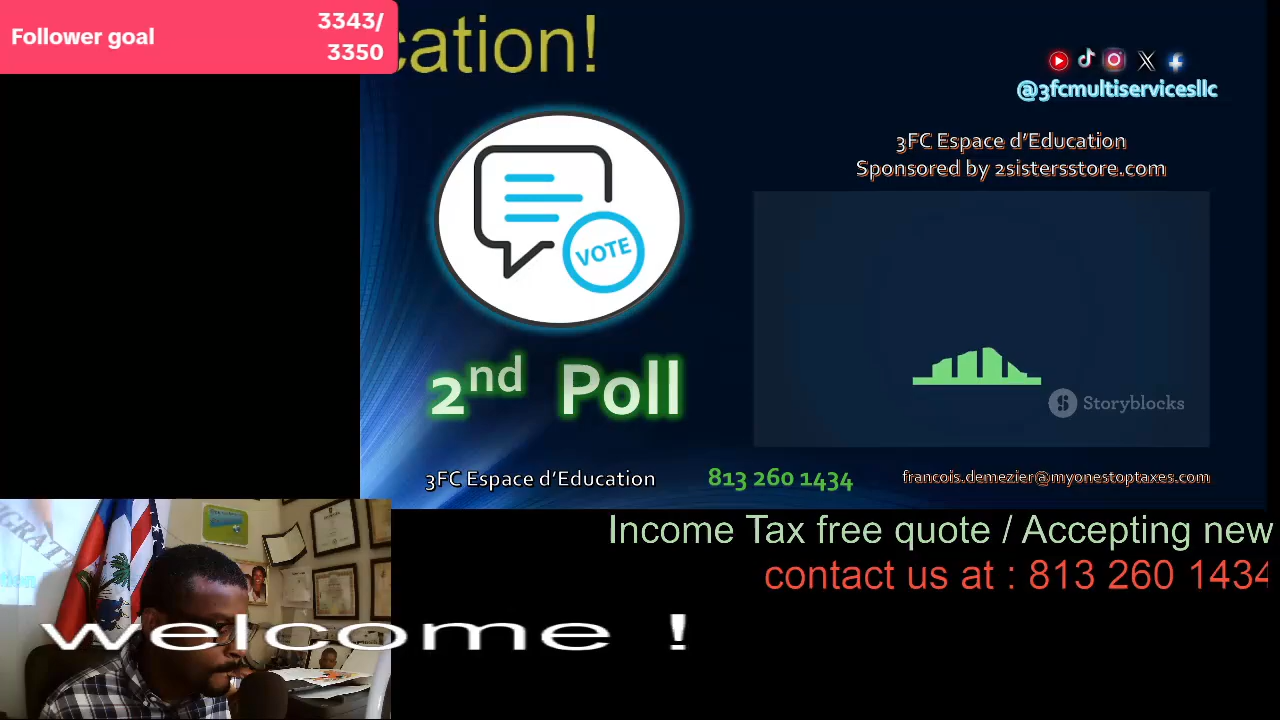 Follower goal
3343/
3350
cation!
@3fcmultiservicesllc
3FC Espace d'Education
Sponsored by 2sistersstore.com
VOTE
2nd Poll
Storyblocks
3FC Espace d'Education
813 260 1434
francois.demezier@myonestoptaxes.com
Income Tax free quote / Accepting new
contact us at : 813 260 1434
welcome !